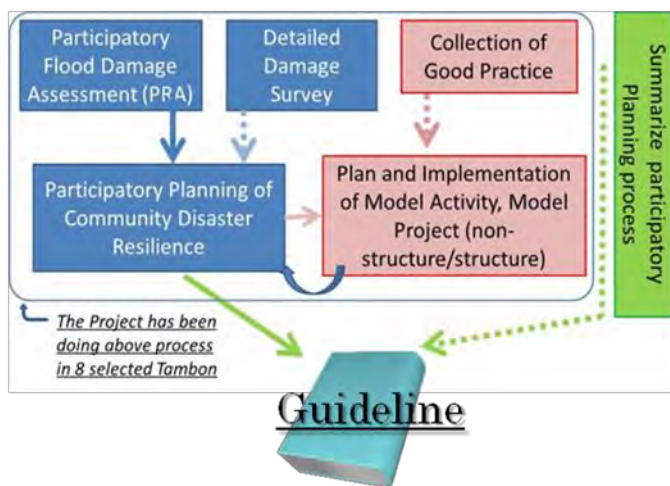 Participatory
Flood Damage
Assessment (PRA)
Detailed
Damage
Survey
Collection of
Good Practice
Summarize participatory
Planning process
Participatory Planning of
Community Disaster
Resilience
Plan and Implementation
of Model Activity, Model
Project (non-
structure/structure)
The Project has been
doing above process
in 8 selected Tambon
Guideline